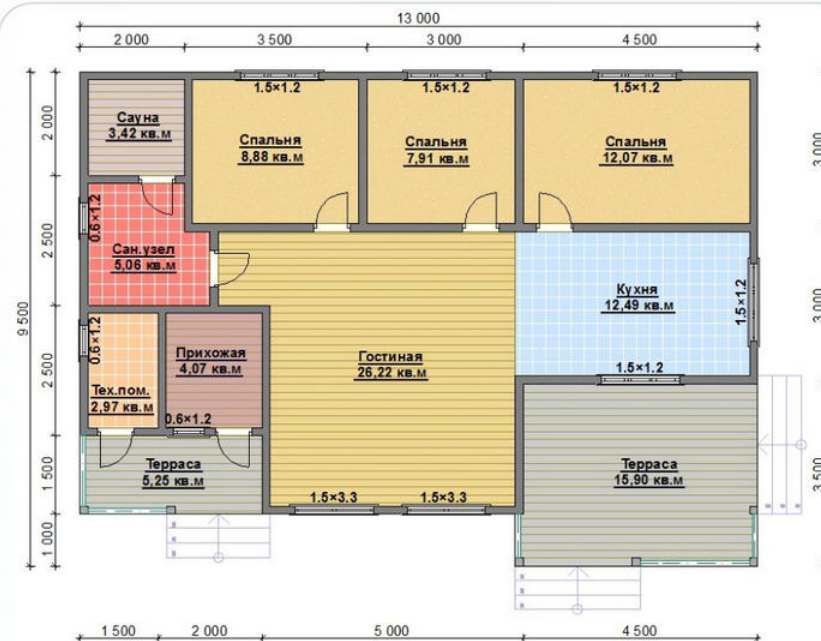 13 000
2 000
3 500
3 000
4 500
1.5×1.2
1.5×1.2
1.5×1.2
2 000
Сауна
3,42 кв.м
Спальня
8,88 кв.м
Спальня
7,91 кв.м
Спальня
12,07 кв.м
3,000
0.6×1.2
2 500
Сан.узел
5,06 кв.м
Кухня
12,49 кв.м
1.5×1.2
3,000
9 500
0.6×1.2
2 500
Прихожая
4,07 кв.м
Гостиная
26,22 кв.м
1.5×1.2
Тех.пом.
2,97 кв.м
0.6×1.2
1 500
Терраса
5,25 кв.м
Терраса
15,90 кв.м
3,500
1.5×3.3
1.5×3.3
1 000
1 500
2 000
5 000
4 500